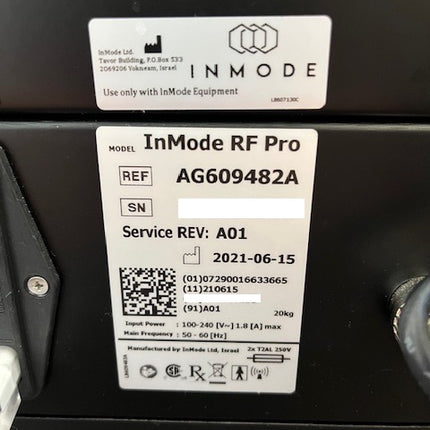 InMode Ltd.
Tavor Building, P.O.Box 533
2069206 Yokneam, Israel
INMODE
Use only with InMode Equipment
LB607130C
MODEL InMode RF Pro
REF AG609482A
SN
Service REV: A01
2021-06-15
(01)07290016633665
(11)210615
(91)A01
20kg
Input Power : 100-240 [V~] 1.8 [A] max
Main Frequency : 50 - 60 [Hz]
Manufactured by InMode Ltd, Israel
2x T2AL 250V
Rx